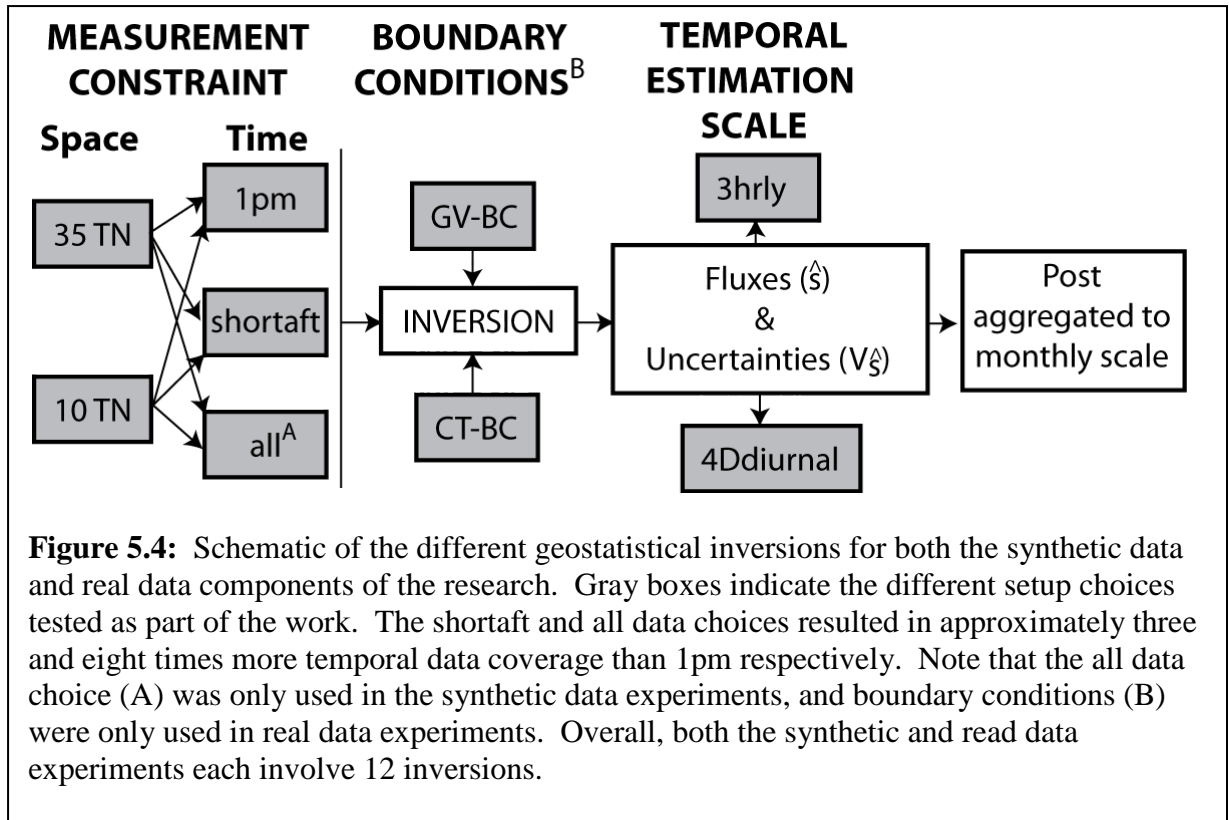 MEASUREMENT
CONSTRAINT
Space
Time
35 TN
10 TN
1pm
shortaft
all^A
BOUNDARY
CONDITIONS^B
GV-BC
INVERSION
CT-BC
TEMPORAL
ESTIMATION
SCALE
3hrly
Fluxes (ŝ)
&
Uncertainties (Vŝ)
4Ddiurnal
Post
aggregated to
monthly scale
Figure 5.4: Schematic of the different geostatistical inversions for both the synthetic data
and real data components of the research. Gray boxes indicate the different setup choices
tested as part of the work. The shortaft and all data choices resulted in approximately three
and eight times more temporal data coverage than 1pm respectively. Note that the all data
choice (A) was only used in the synthetic data experiments, and boundary conditions (B)
were only used in real data experiments. Overall, both the synthetic and read data
experiments each involve 12 inversions.